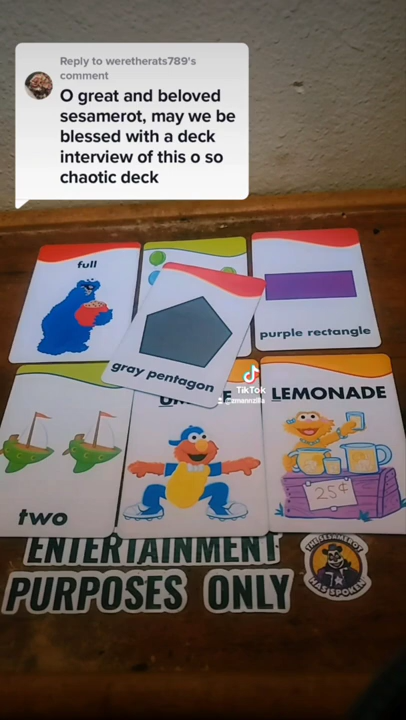 Reply to weretherats789's
comment
O great and beloved
sesamerot, may we be
blessed with a deck
interview of this o so
chaotic deck
full
purple rectangle
gray pentagon
TikTok
LEMONADE
25¢
two
ENTERTAINMENT
PURPOSES ONLY
THE SESAMEROT
HAS SPOKEN